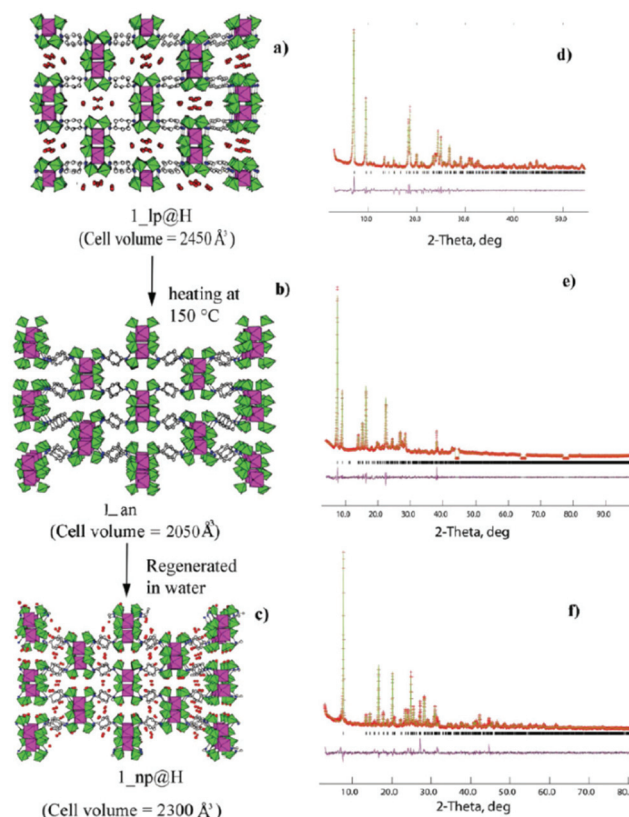 a)
1_lp@H
(Cell volume = 2450 Å³)
heating at
150 °C
b)
1_an
(Cell volume = 2050 Å³)
Regenerated
in water
c)
1_np@H
(Cell volume = 2300 Å³)
d)
10.0 20.0 30.0 40.0 50.0
2-Theta, deg
e)
10.0 20.0 30.0 40.0 50.0 60.0 70.0 80.0 90.0
2-Theta, deg
f)
10.0 20.0 30.0 40.0 50.0 60.0 70.0 80.0
2-Theta, deg